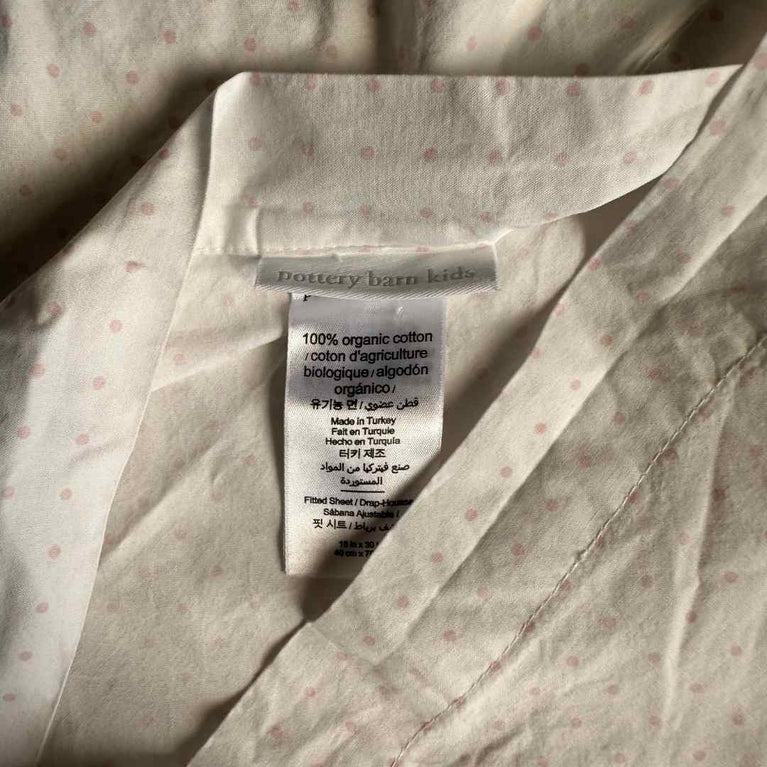 pottery barn kids
100% organic cotton
/coton d'agriculture
biologique/algodón
orgánico/
유기농 면/قطن عضوي/
Made in Turkey
Fait en Turquie
Hecho en Turquía
터키 제조
صنع فيتركيا من المواد
المستوردة
Fitted Sheet / Drap-Housse
Sábana Ajustable /
핏 시트/